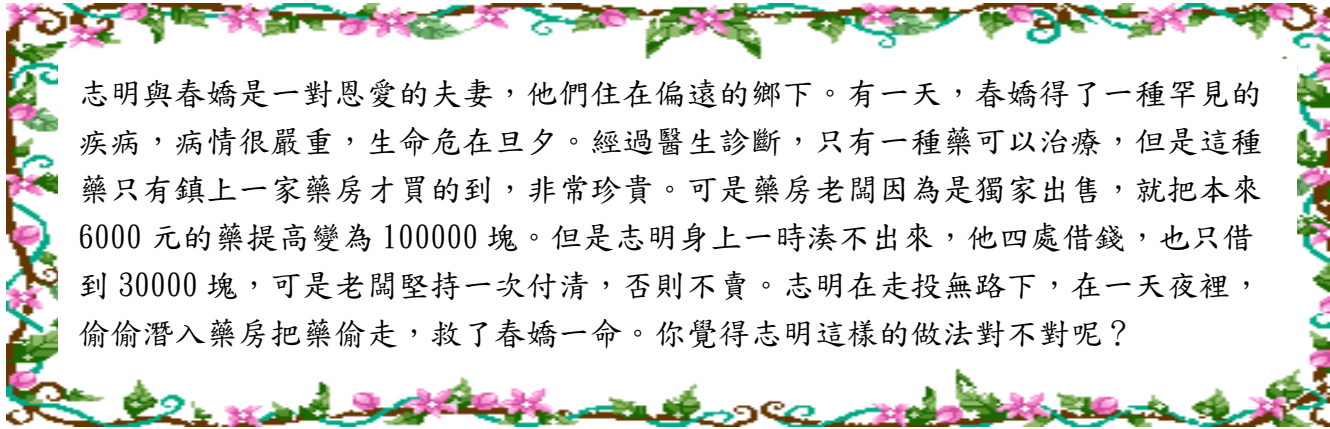 志明與春嬌是一對恩愛的夫妻，他們住在偏遠的鄉下。有一天，春嬌得了一種罕見的
疾病，病情很嚴重，生命危在旦夕。經過醫生診斷，只有一種藥可以治療，但是這種
藥只有鎮上一家藥房才買的到，非常珍貴。可是藥房老闆因為是獨家出售，就把本來
6000 元的藥提高變為 100000 塊。但是志明身上一時湊不出來，他四處借錢，也只借
到 30000 塊，可是老闆堅持一次付清，否則不賣。志明在走投無路下，在一天夜裡，
偷偷潛入藥房把藥偷走，救了春嬌一命。你覺得志明這樣的做法對不對呢？